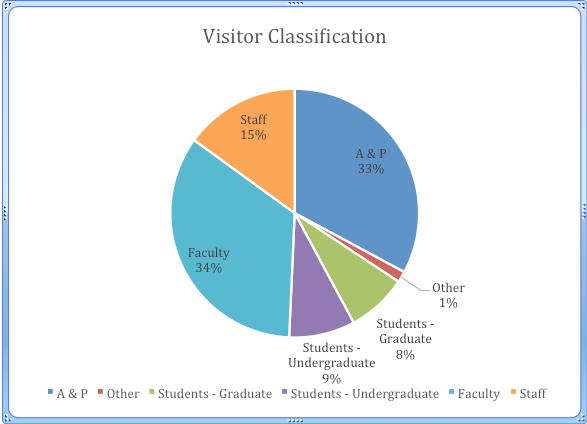 Visitor Classification
Staff
15%
A & P
33%
Faculty
34%
Other
1%
Students -
Graduate
8%
Students -
Undergraduate
9%
A & P Other Students - Graduate Students - Undergraduate Faculty Staff